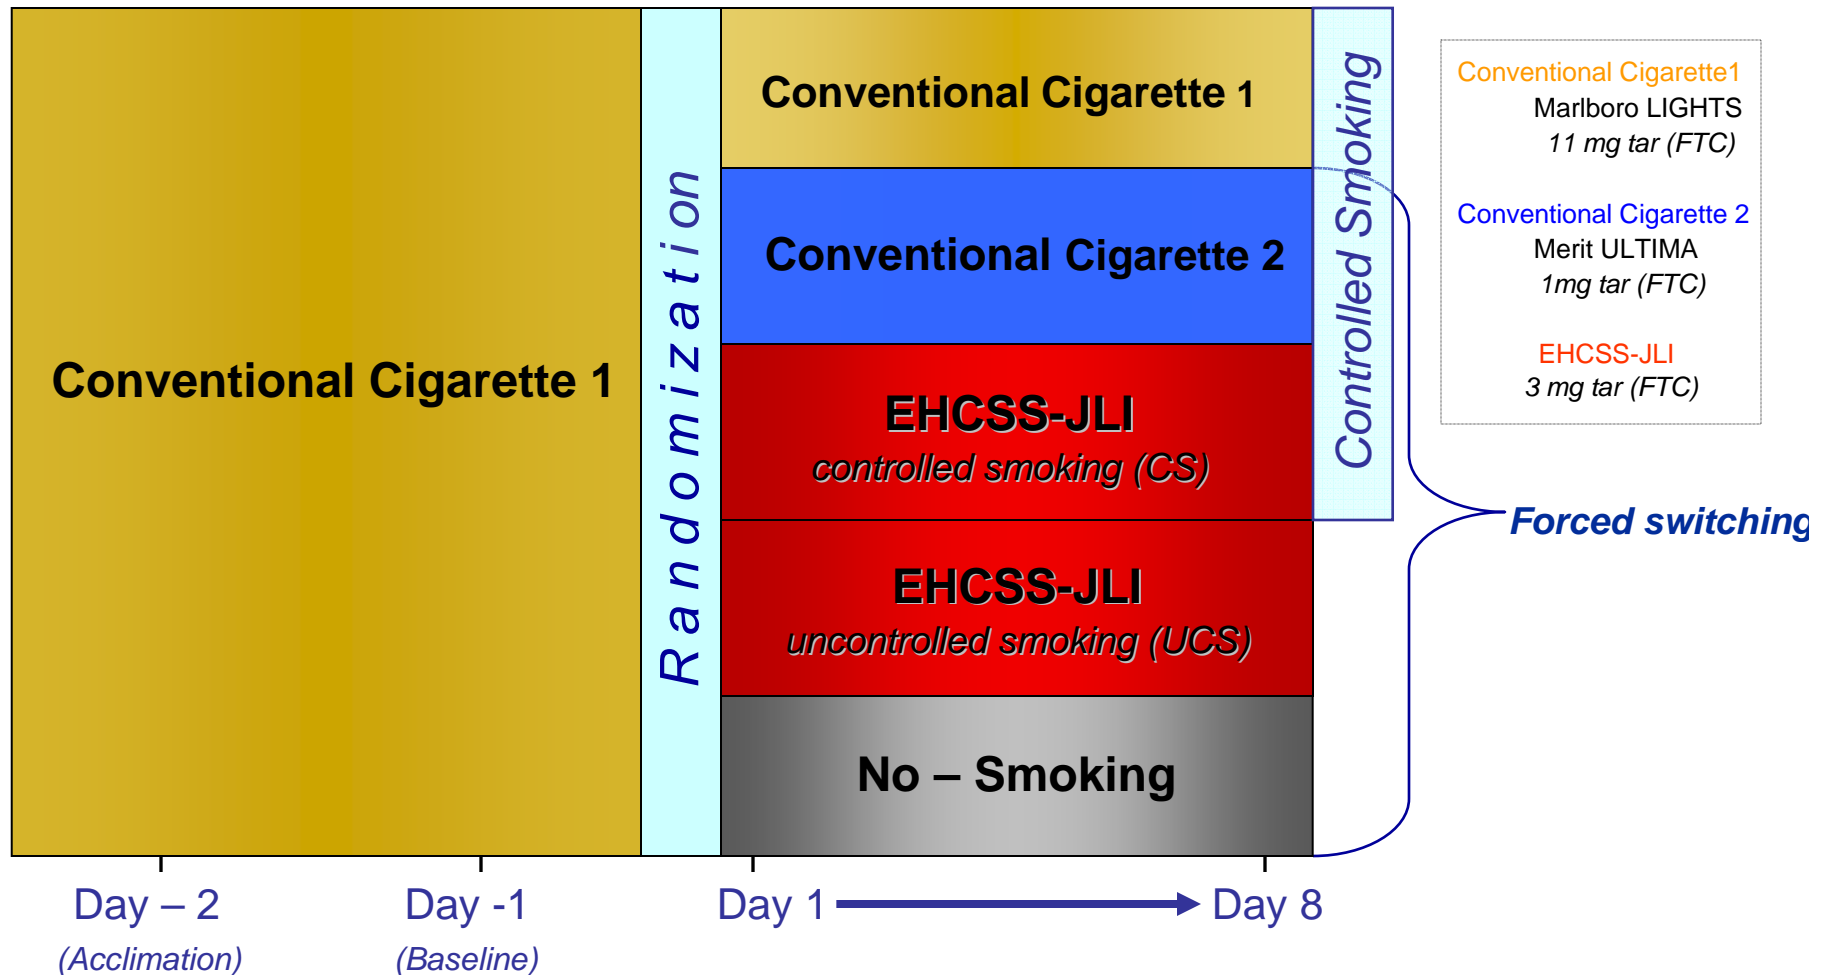 Conventional Cigarette 1
Randomization
Conventional Cigarette 1
Conventional Cigarette 2
EHCSS-JLI
controlled smoking (CS)
EHCSS-JLI
uncontrolled smoking (UCS)
No – Smoking
Controlled Smoking
Forced switching
Conventional Cigarette1
Marlboro LIGHTS
11 mg tar (FTC)
Conventional Cigarette 2
Merit ULTIMA
1mg tar (FTC)
EHCSS-JLI
3 mg tar (FTC)
Day – 2
(Acclimation)
Day -1
(Baseline)
Day 1
Day 8